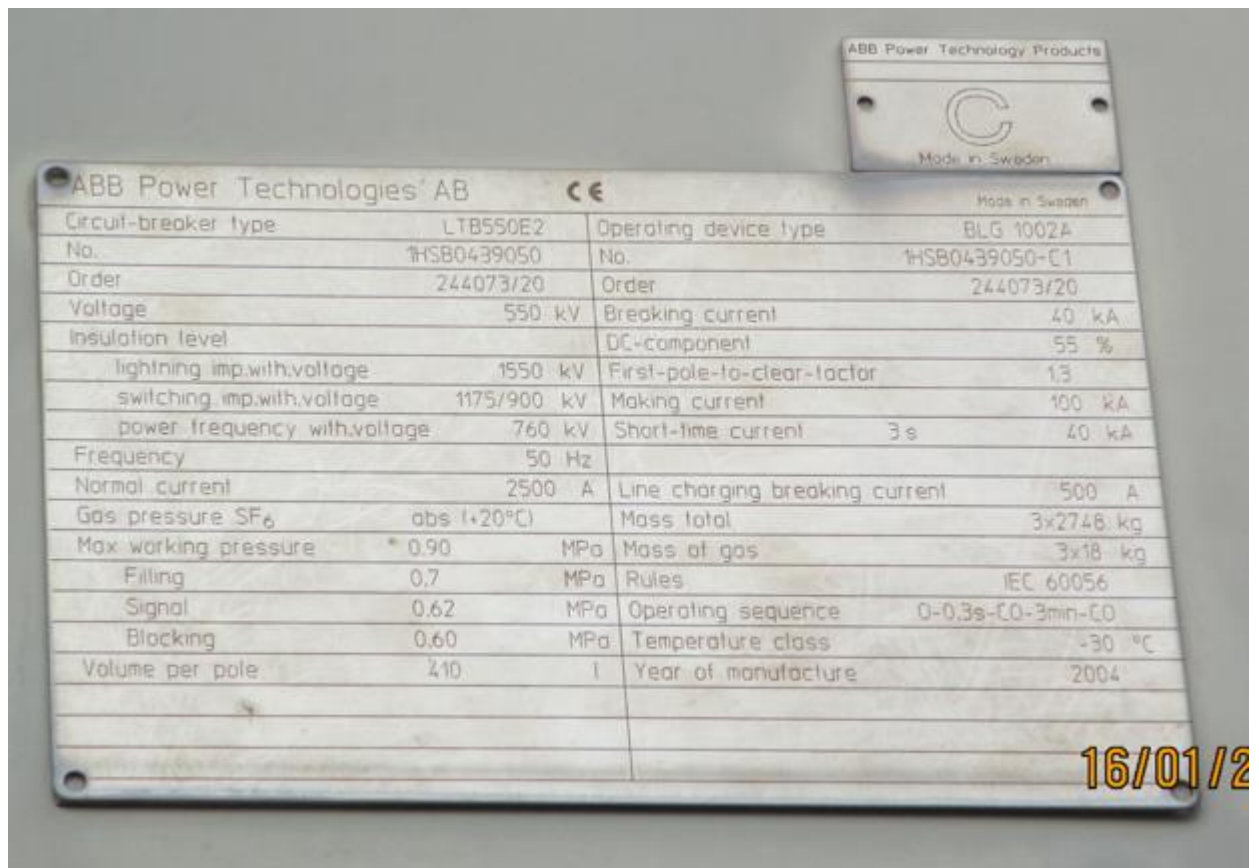 ABB Power Technology Products
C
Made in Sweden
ABB Power Technologies AB CE Made in Sweden
Circuit-breaker type LTB550E2 Operating device type BLG 1002A
No. 1HSB0439050 No. 1HSB0439050-C1
Order 244073/20 Order 244073/20
Voltage 550 kV Breaking current 40 kA
Insulation level DC-component 55 %
lightning imp.with.voltage 1550 kV First-pole-to-clear-factor 1.3
switching imp.with.voltage 1175/900 kV Making current 100 kA
power frequency with.voltage 760 kV Short-time current 3 s 40 kA
Frequency 50 Hz
Normal current 2500 A Line charging breaking current 500 A
Gas pressure SF6 abs (+20°C) Mass total 3x2748 kg
Max working pressure 0.90 MPa Mass of gas 3x18 kg
Filling 0.7 MPa Rules IEC 60056
Signal 0.62 MPa Operating sequence O-0.3s-CO-3min-CO
Blocking 0.60 MPa Temperature class -30 °C
Volume per pole 410 l Year of manufacture 2004
16/01/2